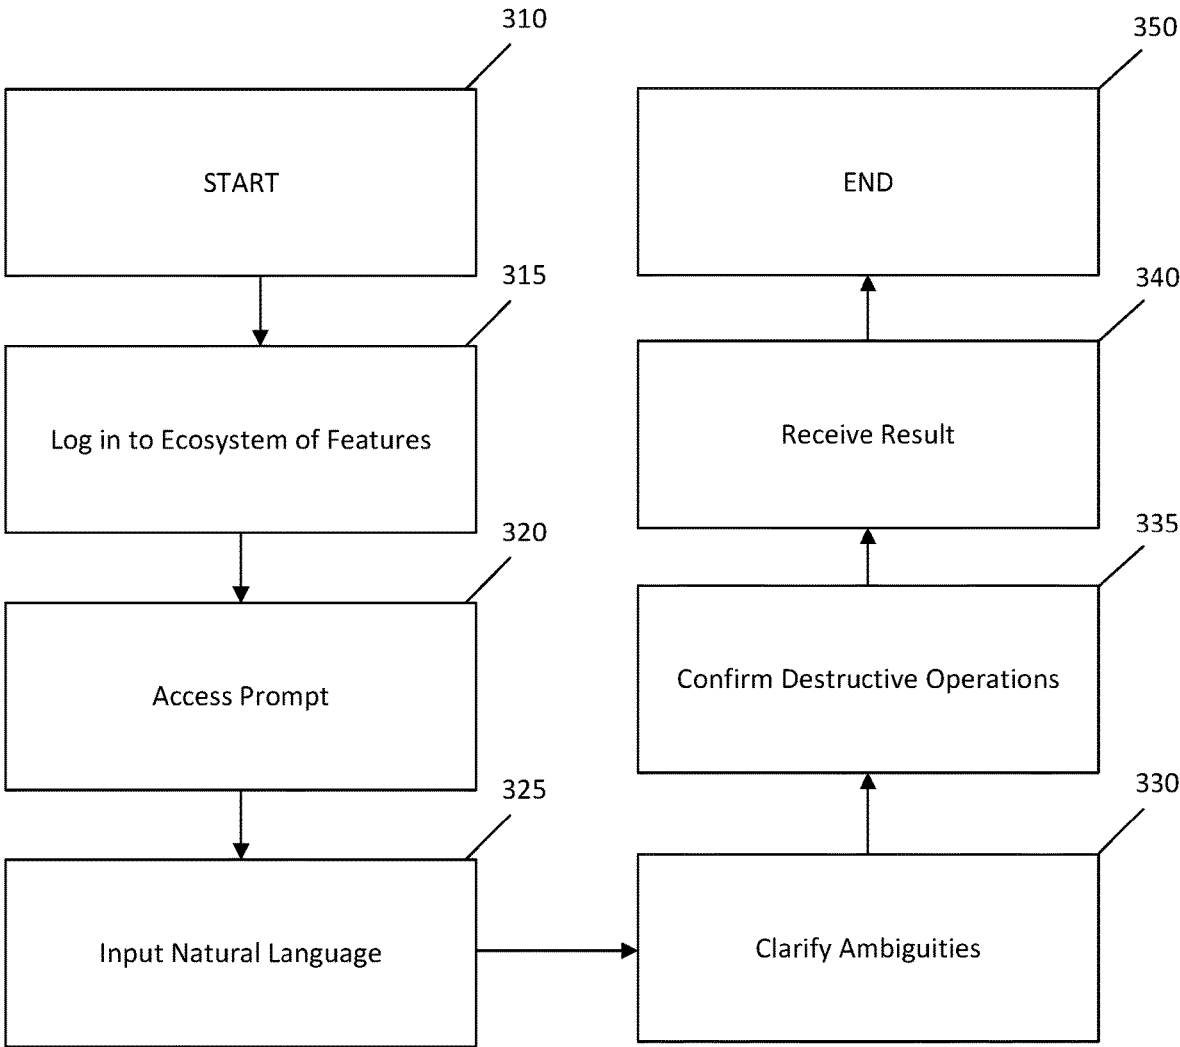 310
START
315
Log in to Ecosystem of Features
320
Access Prompt
325
Input Natural Language
330
Clarify Ambiguities
335
Confirm Destructive Operations
340
Receive Result
350
END